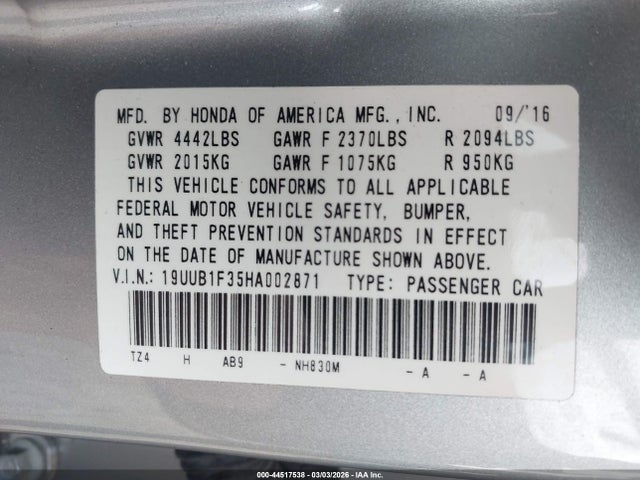 MFD. BY HONDA OF AMERICA MFG., INC. 09/'16
GVWR 4442LBS GAWR F 2370LBS R 2094LBS
GVWR 2015KG GAWR F 1075KG R 950KG
THIS VEHICLE CONFORMS TO ALL APPLICABLE
FEDERAL MOTOR VEHICLE SAFETY, BUMPER,
AND THEFT PREVENTION STANDARDS IN EFFECT
ON THE DATE OF MANUFACTURE SHOWN ABOVE.
V.I.N.: 19UUB1F35HA002871 TYPE: PASSENGER CAR
TZ4 H AB9 - NH830M - A - A
000-44517538 - 03/03/2026 - IAA Inc.